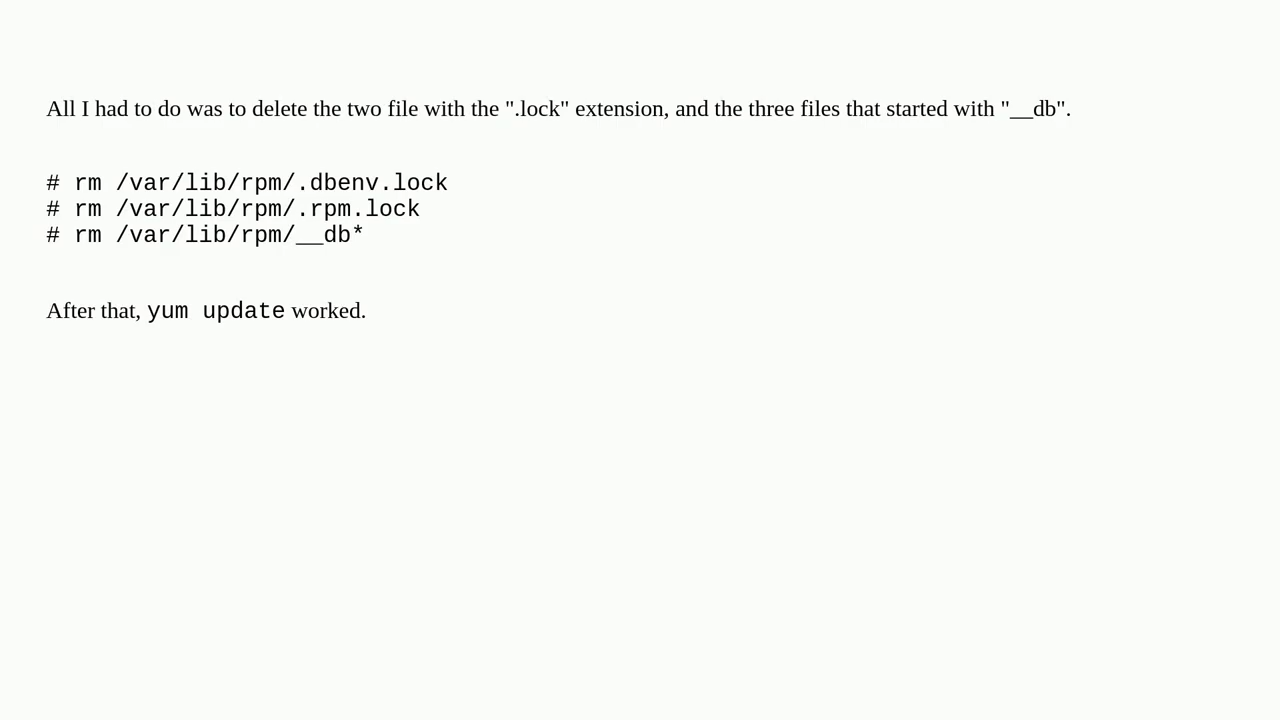 All I had to do was to delete the two file with the ".lock" extension, and the three files that started with "__db".
# rm /var/lib/rpm/.dbenv.lock
# rm /var/lib/rpm/.rpm.lock
# rm /var/lib/rpm/__db*
After that, yum update worked.